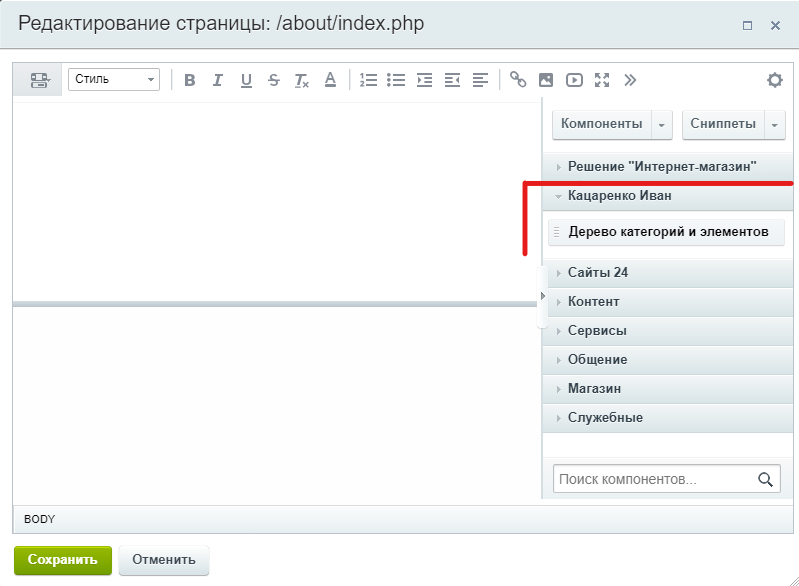 Редактирование страницы: /about/index.php
Стиль
B I U S Tx A
Компоненты Сниппеты
Решение "Интернет-магазин"
Кацаренко Иван
Дерево категорий и элементов
Сайты 24
Контент
Сервисы
Общение
Магазин
Служебные
Поиск компонентов...
BODY
Сохранить Отменить